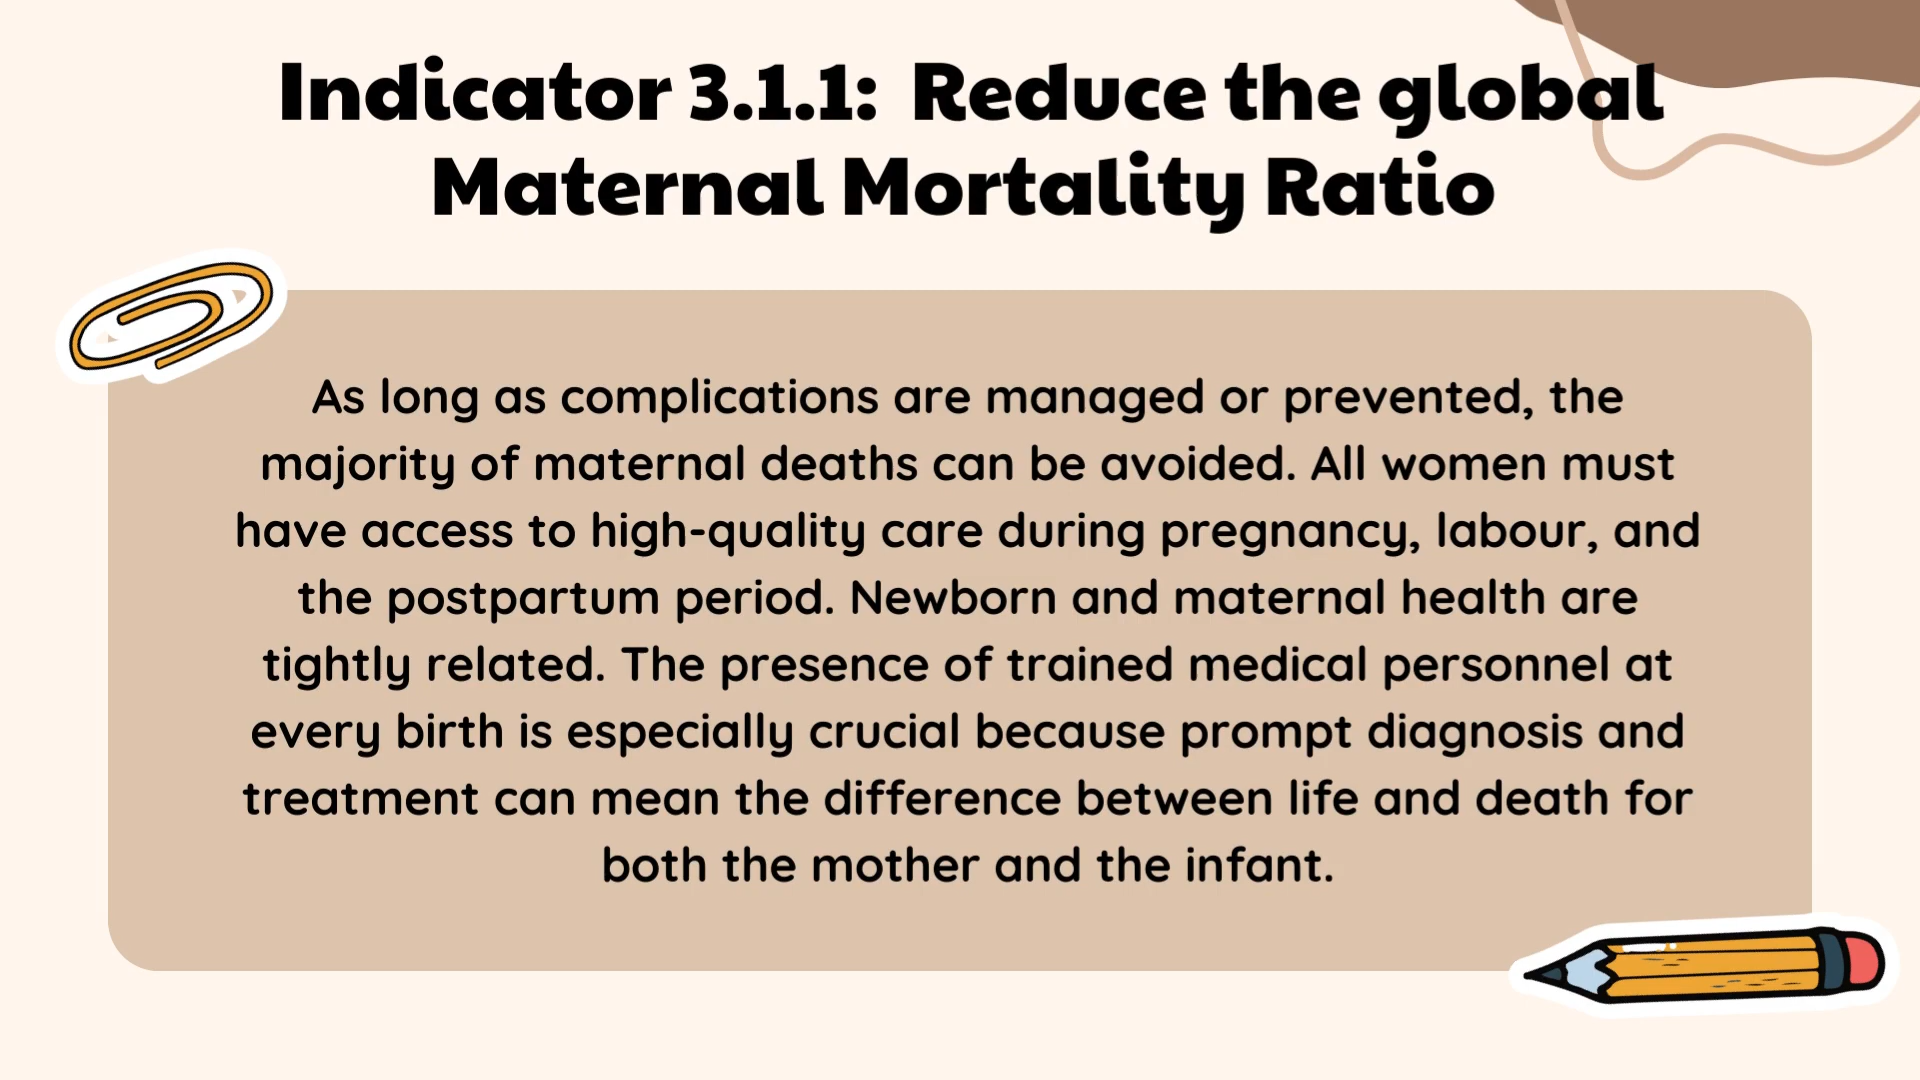 Indicator 3.1.1: Reduce the global
Maternal Mortality Ratio
As long as complications are managed or prevented, the
majority of maternal deaths can be avoided. All women must
have access to high-quality care during pregnancy, labour, and
the postpartum period. Newborn and maternal health are
tightly related. The presence of trained medical personnel at
every birth is especially crucial because prompt diagnosis and
treatment can mean the difference between life and death for
both the mother and the infant.